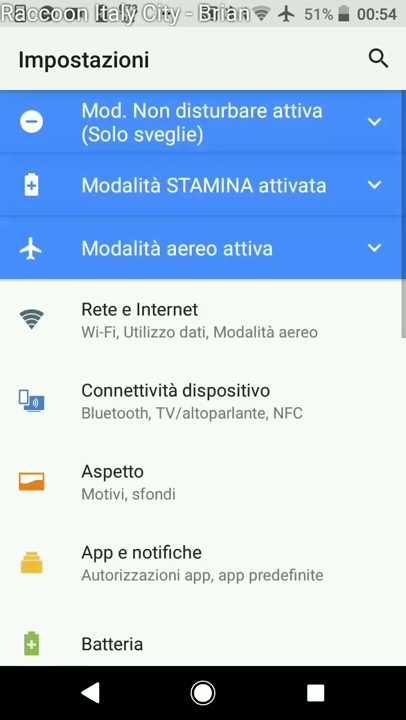 Raccoon Italy City - Brian
51% 00:54
Impostazioni
Mod. Non disturbare attiva
(Solo sveglie)
Modalità STAMINA attivata
Modalità aereo attiva
Rete e Internet
Wi-Fi, Utilizzo dati, Modalità aereo
Connettività dispositivo
Bluetooth, TV/altoparlante, NFC
Aspetto
Motivi, sfondi
App e notifiche
Autorizzazioni app, app predefinite
Batteria